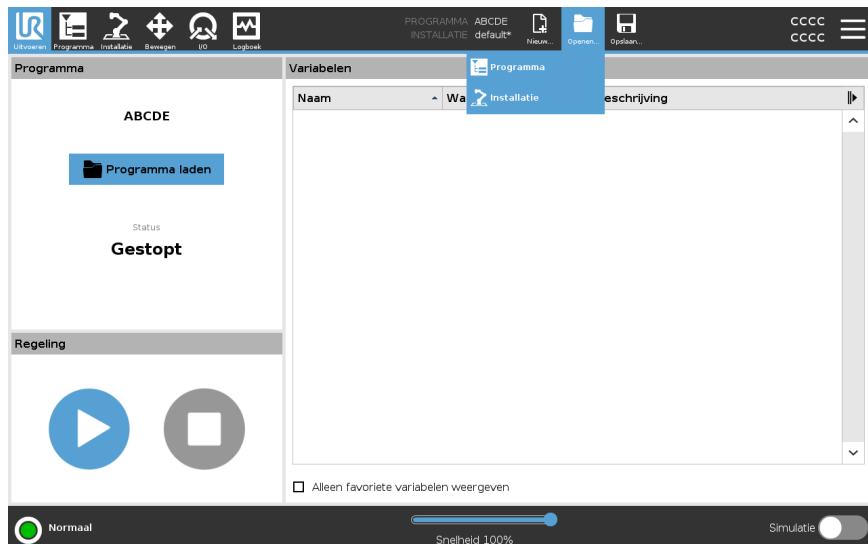 UR
Uitvoeren Programma Installatie Bewegen I/O Logboek
PROGRAMMA ABCDE
INSTALLATIE default*
Nieuw... Openen... Opslaan...
CCCC
CCCC
Programma
Variabelen
Programma
Installatie
Naam
Wa
eschrijving
ABCDE
Programma laden
Status
Gestopt
Regeling
Alleen favoriete variabelen weergeven
Normaal
Snelheid 100%
Simulatie